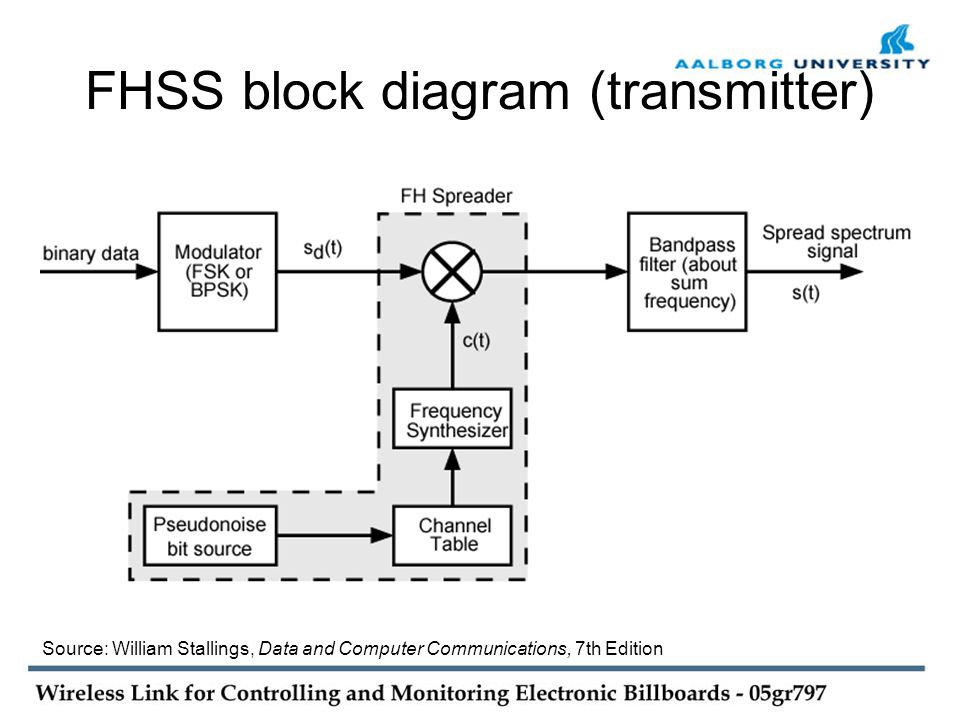 AALBORG UNIVERSITY
FHSS block diagram (transmitter)
FH Spreader
binary data
Modulator
(FSK or
BPSK)
sd(t)
Bandpass
filter (about
sum
frequency)
Spread spectrum
signal
s(t)
c(t)
Frequency
Synthesizer
Pseudonoise
bit source
Channel
Table
Source: William Stallings, Data and Computer Communications, 7th Edition
Wireless Link for Controlling and Monitoring Electronic Billboards - 05gr797